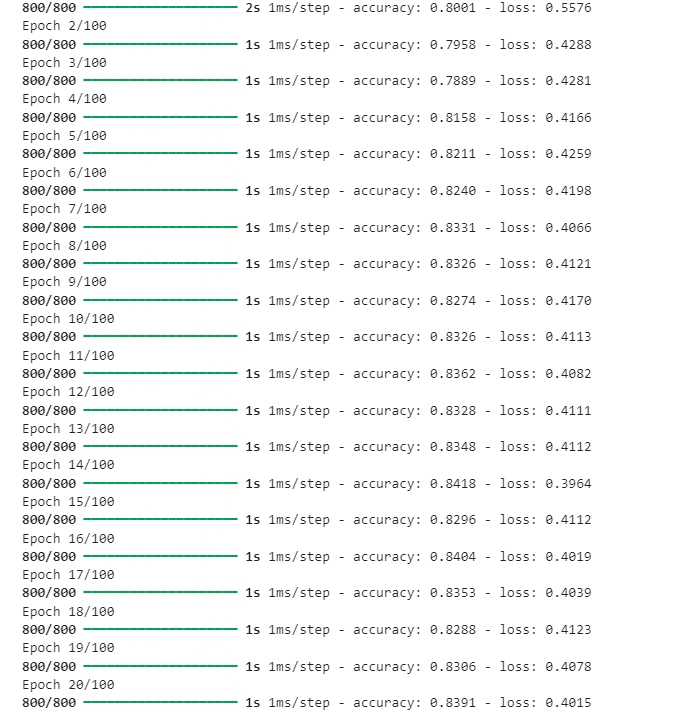 800/800 ━━━━━━━━━━━━━━━━━━━━ 2s 1ms/step - accuracy: 0.8001 - loss: 0.5576
Epoch 2/100
800/800 ━━━━━━━━━━━━━━━━━━━━ 1s 1ms/step - accuracy: 0.7958 - loss: 0.4288
Epoch 3/100
800/800 ━━━━━━━━━━━━━━━━━━━━ 1s 1ms/step - accuracy: 0.7889 - loss: 0.4281
Epoch 4/100
800/800 ━━━━━━━━━━━━━━━━━━━━ 1s 1ms/step - accuracy: 0.8158 - loss: 0.4166
Epoch 5/100
800/800 ━━━━━━━━━━━━━━━━━━━━ 1s 1ms/step - accuracy: 0.8211 - loss: 0.4259
Epoch 6/100
800/800 ━━━━━━━━━━━━━━━━━━━━ 1s 1ms/step - accuracy: 0.8240 - loss: 0.4198
Epoch 7/100
800/800 ━━━━━━━━━━━━━━━━━━━━ 1s 1ms/step - accuracy: 0.8331 - loss: 0.4066
Epoch 8/100
800/800 ━━━━━━━━━━━━━━━━━━━━ 1s 1ms/step - accuracy: 0.8326 - loss: 0.4121
Epoch 9/100
800/800 ━━━━━━━━━━━━━━━━━━━━ 1s 1ms/step - accuracy: 0.8274 - loss: 0.4170
Epoch 10/100
800/800 ━━━━━━━━━━━━━━━━━━━━ 1s 1ms/step - accuracy: 0.8326 - loss: 0.4113
Epoch 11/100
800/800 ━━━━━━━━━━━━━━━━━━━━ 1s 1ms/step - accuracy: 0.8362 - loss: 0.4082
Epoch 12/100
800/800 ━━━━━━━━━━━━━━━━━━━━ 1s 1ms/step - accuracy: 0.8328 - loss: 0.4111
Epoch 13/100
800/800 ━━━━━━━━━━━━━━━━━━━━ 1s 1ms/step - accuracy: 0.8348 - loss: 0.4112
Epoch 14/100
800/800 ━━━━━━━━━━━━━━━━━━━━ 1s 1ms/step - accuracy: 0.8418 - loss: 0.3964
Epoch 15/100
800/800 ━━━━━━━━━━━━━━━━━━━━ 1s 1ms/step - accuracy: 0.8296 - loss: 0.4112
Epoch 16/100
800/800 ━━━━━━━━━━━━━━━━━━━━ 1s 1ms/step - accuracy: 0.8404 - loss: 0.4019
Epoch 17/100
800/800 ━━━━━━━━━━━━━━━━━━━━ 1s 1ms/step - accuracy: 0.8353 - loss: 0.4039
Epoch 18/100
800/800 ━━━━━━━━━━━━━━━━━━━━ 1s 1ms/step - accuracy: 0.8288 - loss: 0.4123
Epoch 19/100
800/800 ━━━━━━━━━━━━━━━━━━━━ 1s 1ms/step - accuracy: 0.8306 - loss: 0.4078
Epoch 20/100
800/800 ━━━━━━━━━━━━━━━━━━━━ 1s 1ms/step - accuracy: 0.8391 - loss: 0.4015